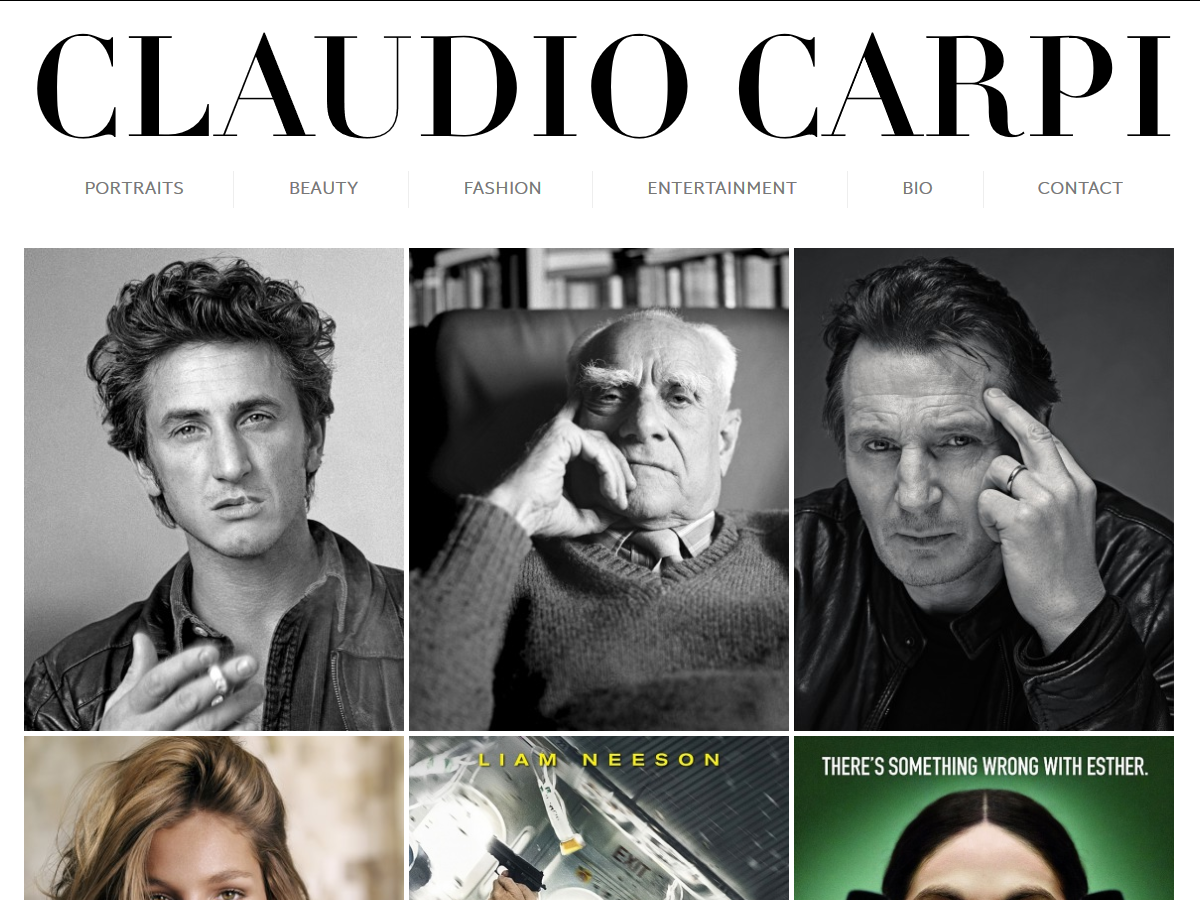 CLAUDIO CARPI
PORTRAITS
BEAUTY
FASHION
ENTERTAINMENT
BIO
CONTACT
LIAM NEESON
EXIT
THERE'S SOMETHING WRONG WITH ESTHER.